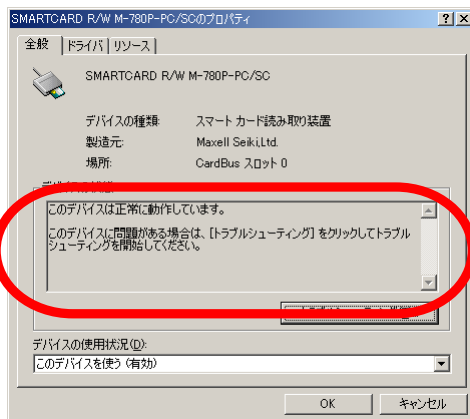 SMARTCARD R/W M-780P-PC/SCのプロパティ
全般 ドライバ リソース
SMARTCARD R/W M-780P-PC/SC
デバイスの種類: スマート カード読み取り装置
製造元: Maxell Seiki,Ltd.
場所: CardBus スロット 0
このデバイスは正常に動作しています。
このデバイスに問題がある場合は、[トラブルシューティング] をクリックしてトラブル
シューティングを開始してください。
デバイスの使用状況(D):
このデバイスを使う (有効)
OK キャンセル